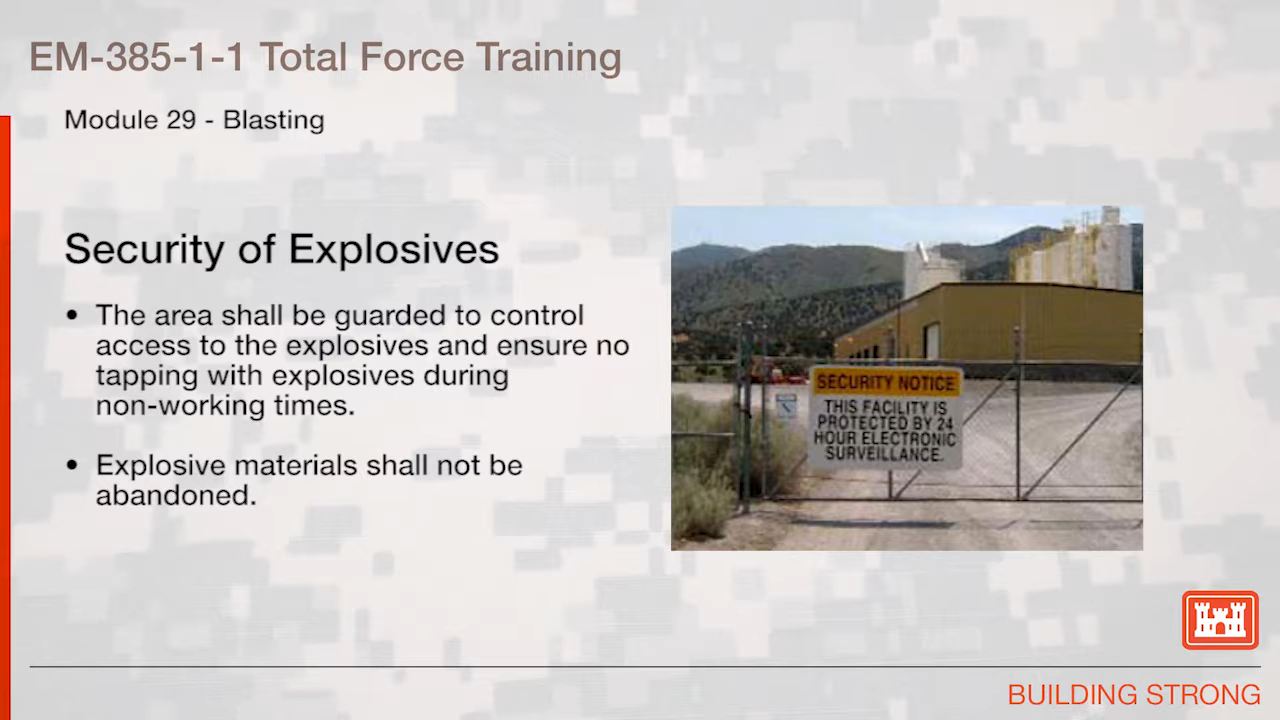 EM-385-1-1 Total Force Training
Module 29 - Blasting
Security of Explosives
• The area shall be guarded to control
access to the explosives and ensure no
tapping with explosives during
non-working times.
• Explosive materials shall not be
abandoned.
SECURITY NOTICE
THIS FACILITY IS
PROTECTED BY 24
HOUR ELECTRONIC
SURVEILLANCE.
BUILDING STRONG